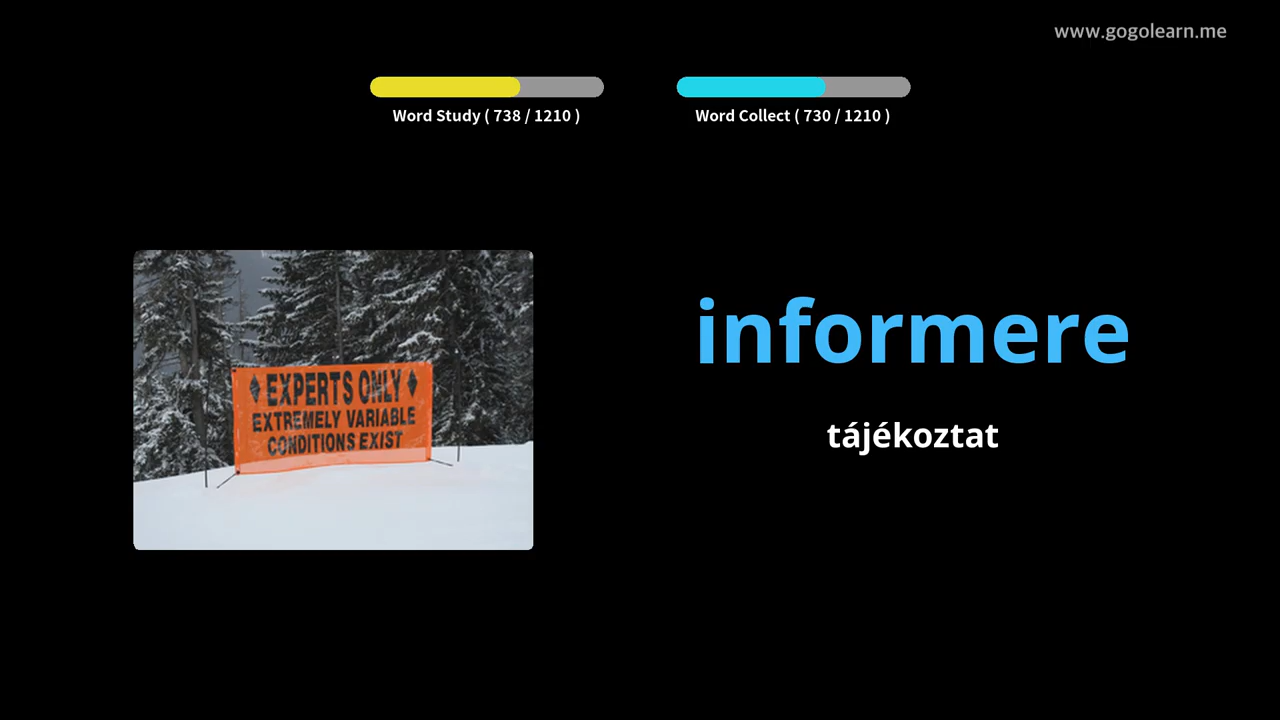 www.gogolearn.me
Word Study ( 738 / 1210 )
Word Collect ( 730 / 1210 )
EXPERTS ONLY
EXTREMELY VARIABLE
CONDITIONS EXIST
informere
tájékoztat